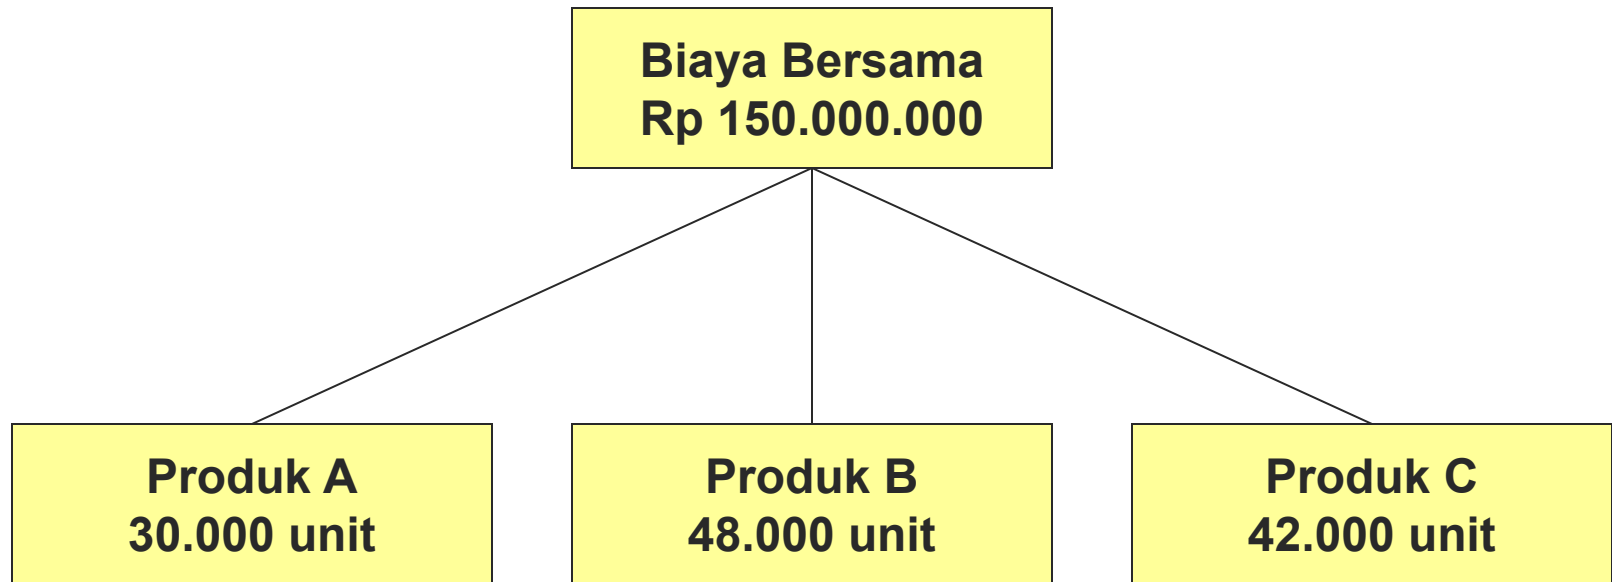 Biaya Bersama
Rp 150.000.000
Produk A
30.000 unit
Produk B
48.000 unit
Produk C
42.000 unit